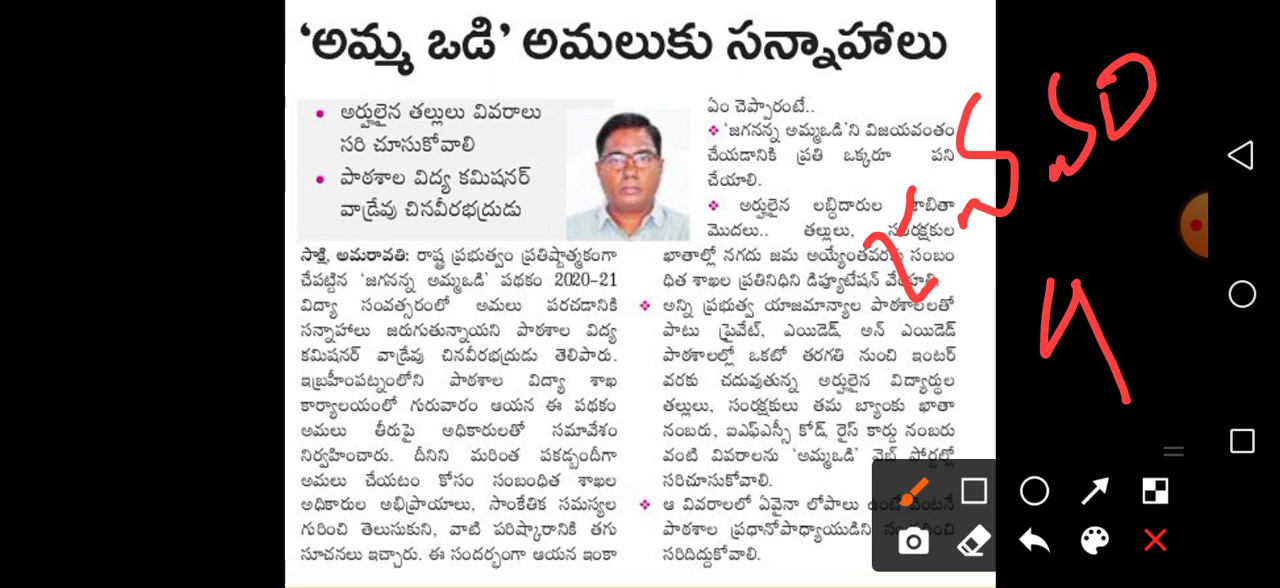 ‘అమ్మ ఒడి’ అమలుకు సన్నాహాలు
• అర్హులైన తల్లులు వివరాలు
సరి చూసుకోవాలి
• పాఠశాల విద్య కమిషనర్
వాడ్రేవు చినవీరభద్రుడు
సాక్షి, అమరావతి: రాష్ట్ర ప్రభుత్వం ప్రతిష్టాత్మకంగా
చేపట్టిన ‘జగనన్న అమ్మఒడి’ పథకం 2020–21
విద్యా సంవత్సరంలో అమలు పరచడానికి
సన్నాహాలు జరుగుతున్నాయని పాఠశాల విద్య
కమిషనర్ వాడ్రేవు చినవీరభద్రుడు తెలిపారు.
ఇబ్రహీంపట్నంలోని పాఠశాల విద్యా శాఖ
కార్యాలయంలో గురువారం ఆయన ఈ పథకం
అమలు తీరుపై అధికారులతో సమావేశం
నిర్వహించారు. దీనిని మరింత పకడ్బందీగా
అమలు చేయటం కోసం సంబంధిత శాఖల
అధికారుల అభిప్రాయాలు, సాంకేతిక సమస్యల
గురించి తెలుసుకుని, వాటి పరిష్కారానికి తగు
సూచనలు ఇచ్చారు. ఈ సందర్భంగా ఆయన ఇంకా
ఏం చెప్పారంటే..
❖ ‘జగనన్న అమ్మఒడి’ని విజయవంతం
చేయడానికి ప్రతి ఒక్కరూ పని
చేయాలి.
❖ అర్హులైన లబ్ధిదారుల జాబితా
మొదలు.. తల్లులు, సంరక్షకుల
ఖాతాల్లో నగదు జమ అయ్యేంతవరకు సంబం
ధిత శాఖల ప్రతినిధిని డిప్యూటేషన్
❖ అన్ని ప్రభుత్వ యాజమాన్యాల పాఠశాలలతో
పాటు ప్రైవేట్, ఎయిడెడ్, అన్ ఎయిడెడ్
పాఠశాలల్లో ఒకటో తరగతి నుంచి ఇంటర్
వరకు చదువుతున్న అర్హులైన విద్యార్థుల
తల్లులు, సంరక్షకులు తమ బ్యాంకు ఖాతా
నంబరు, ఐఎఫ్ఎస్సీ కోడ్, రైస్ కార్డు నంబరు
వంటి వివరాలను ‘అమ్మఒడి’ వెబ్ పోర్టల్లో
సరిచూసుకోవాలి.
❖ ఆ వివరాలలో ఏవైనా లోపాలు ఉంటే వెంటనే
పాఠశాల ప్రధానోపాధ్యాయుడిని
సరిదిద్దుకోవాలి.